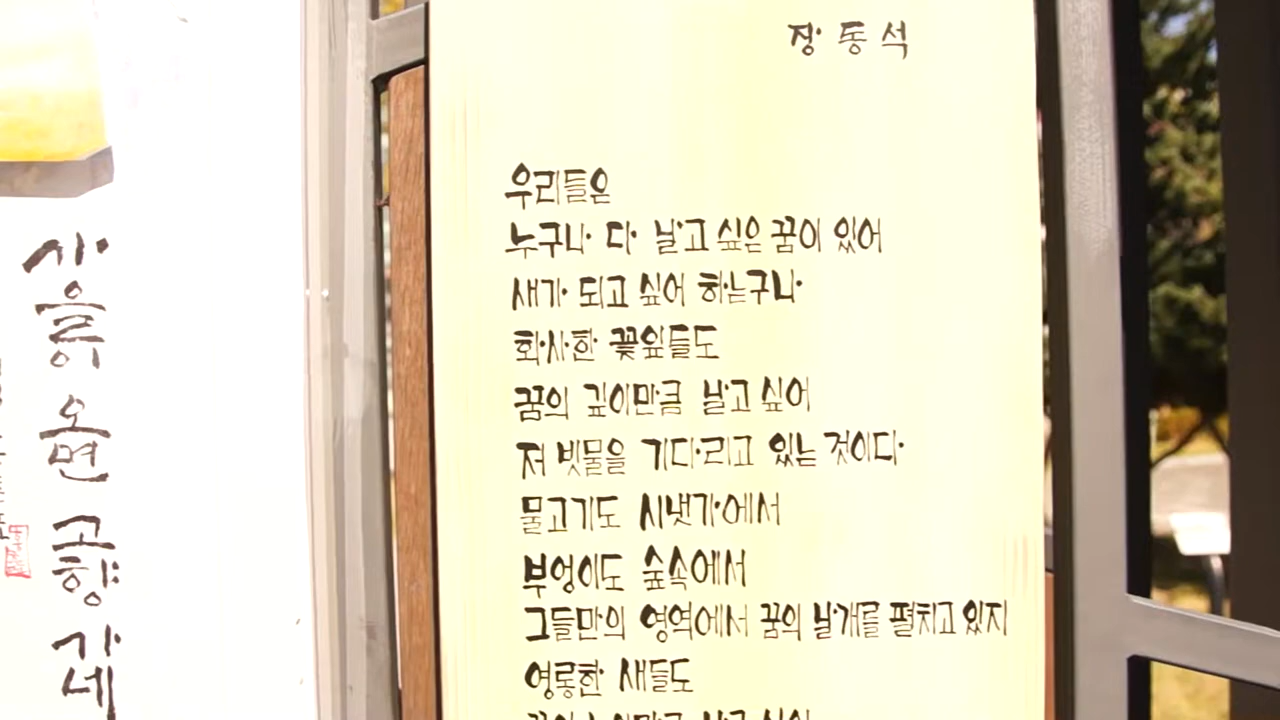 사흙 오면 고향 가네
장동석
우리들은
누구나 다 날고 싶은 꿈이 있어
새가 되고 싶어 하는구나
화사한 꽃잎들도
꿈의 깊이만큼 날고 싶어
저 빗물을 기다리고 있는 것이다
물고기도 시냇가에서
부엉이도 숲속에서
그들만의 영역에서 꿈의 날개를 펼치고 있지
영롱한 새들도